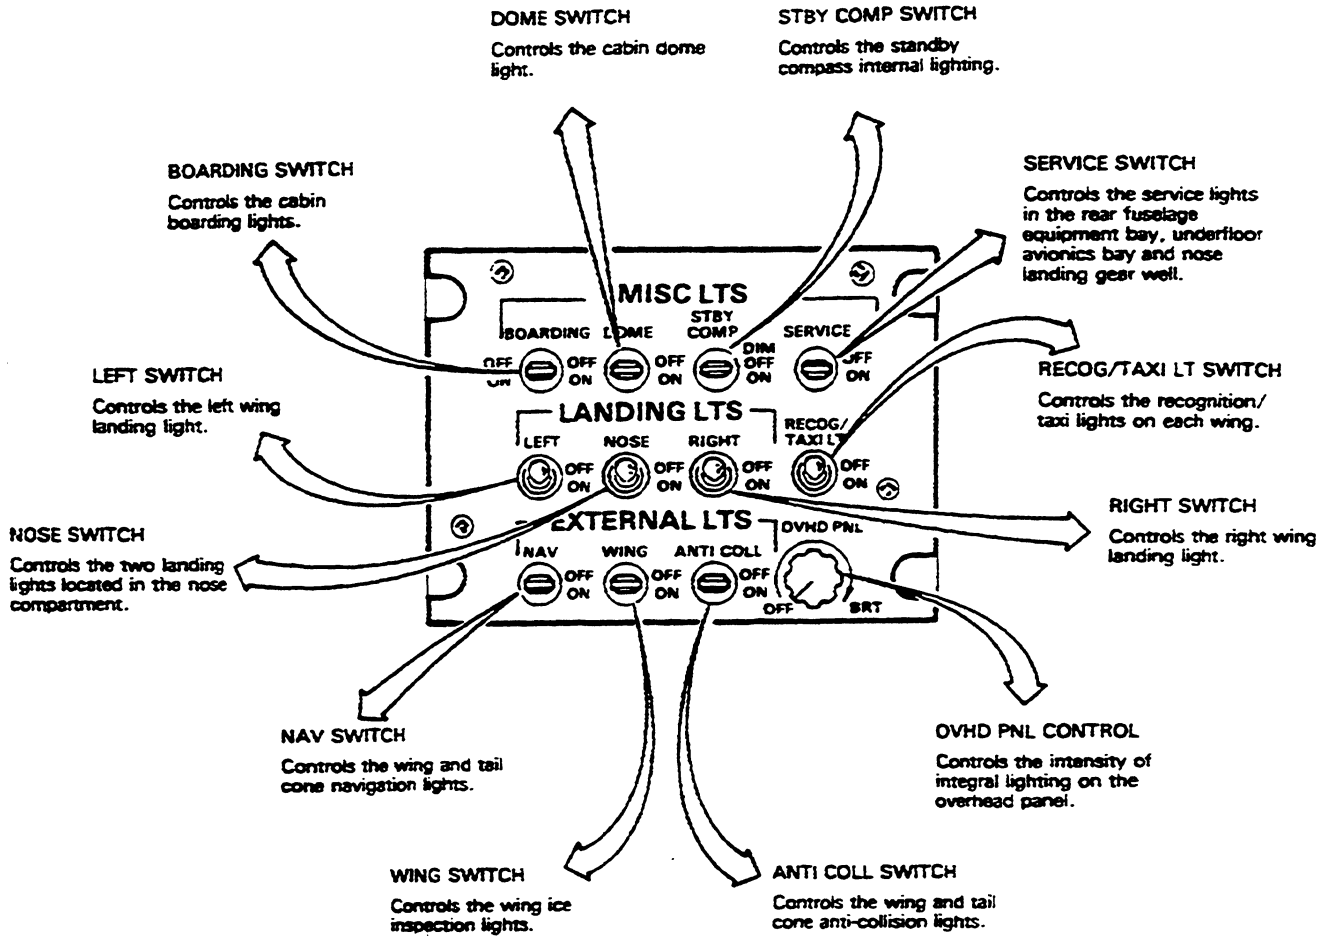 DOME SWITCH
Controls the cabin dome
light.
STBY COMP SWITCH
Controls the standby
compass internal lighting.
BOARDING SWITCH
Controls the cabin
boarding lights.
SERVICE SWITCH
Controls the service lights
in the rear fuselage
equipment bay, underfloor
avionics bay and nose
landing gear well.
LEFT SWITCH
Controls the left wing
landing light.
RECOG/TAXI LT SWITCH
Controls the recognition/
taxi lights on each wing.
NOSE SWITCH
Controls the two landing
lights located in the nose
compartment.
RIGHT SWITCH
Controls the right wing
landing light.
MISC LTS
BOARDING DOME STBY COMP SERVICE
OFF OFF OFF DIM OFF OFF
ON ON ON ON ON
LANDING LTS
LEFT NOSE RIGHT RECOG/
TAXI LT
OFF OFF OFF OFF
ON ON ON ON
EXTERNAL LTS
NAV WING ANTI COLL OVHD PNL
OFF OFF OFF
ON ON ON
OFF BRT
NAV SWITCH
Controls the wing and tail
cone navigation lights.
OVHD PNL CONTROL
Controls the intensity of
integral lighting on the
overhead panel.
WING SWITCH
Controls the wing ice
inspection lights.
ANTI COLL SWITCH
Controls the wing and tail
cone anti-collision lights.